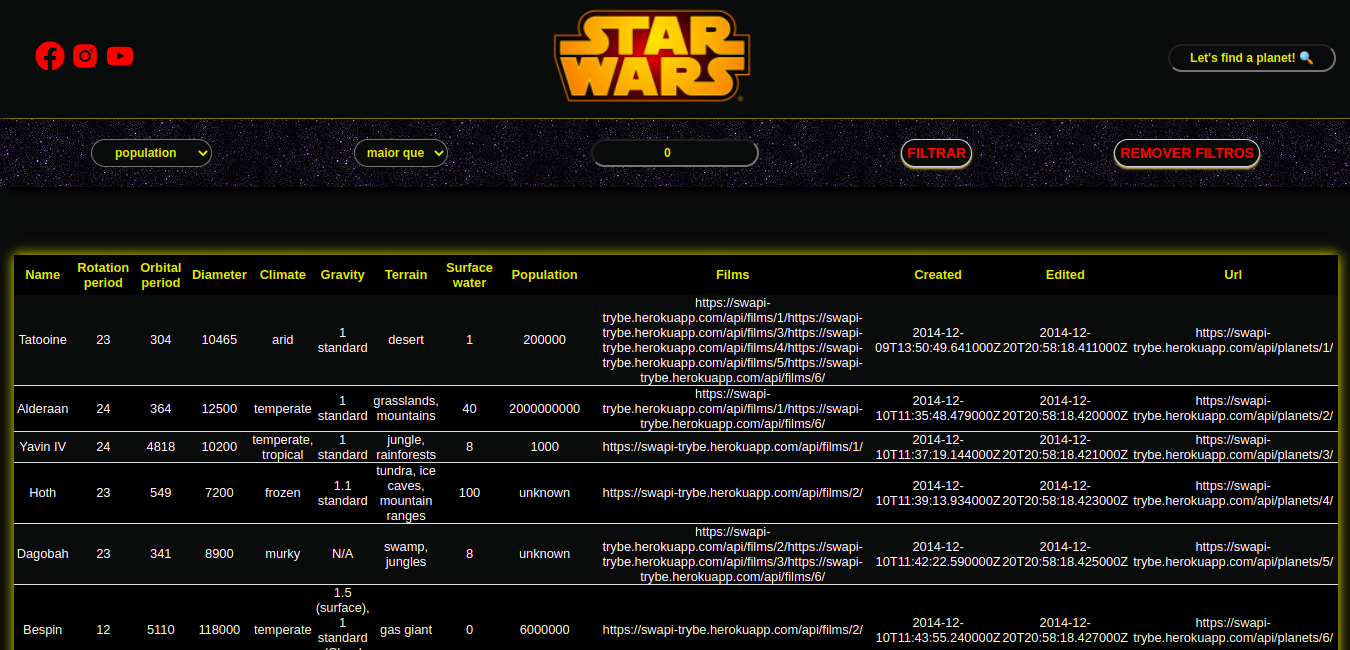 STAR
WARS
Let's find a planet! 🔍
population
maior que
0
FILTRAR
REMOVER FILTROS
Name Rotation period Orbital period Diameter Climate Gravity Terrain Surface water Population Films Created Edited Url
Tatooine 23 304 10465 arid 1 standard desert 1 200000 https://swapi-trybe.herokuapp.com/api/films/1/https://swapi-trybe.herokuapp.com/api/films/3/https://swapi-trybe.herokuapp.com/api/films/4/https://swapi-trybe.herokuapp.com/api/films/5/https://swapi-trybe.herokuapp.com/api/films/6/ 2014-12-09T13:50:49.641000Z 2014-12-20T20:58:18.411000Z https://swapi-trybe.herokuapp.com/api/planets/1/
Alderaan 24 364 12500 temperate 1 standard grasslands, mountains 40 2000000000 https://swapi-trybe.herokuapp.com/api/films/1/https://swapi-trybe.herokuapp.com/api/films/6/ 2014-12-10T11:35:48.479000Z 2014-12-20T20:58:18.420000Z https://swapi-trybe.herokuapp.com/api/planets/2/
Yavin IV 24 4818 10200 temperate, tropical 1 standard jungle, rainforests 8 1000 https://swapi-trybe.herokuapp.com/api/films/1/ 2014-12-10T11:37:19.144000Z 2014-12-20T20:58:18.421000Z https://swapi-trybe.herokuapp.com/api/planets/3/
Hoth 23 549 7200 frozen 1.1 standard tundra, ice caves, mountain ranges 100 unknown https://swapi-trybe.herokuapp.com/api/films/2/ 2014-12-10T11:39:13.934000Z 2014-12-20T20:58:18.423000Z https://swapi-trybe.herokuapp.com/api/planets/4/
Dagobah 23 341 8900 murky N/A swamp, jungles 8 unknown https://swapi-trybe.herokuapp.com/api/films/2/https://swapi-trybe.herokuapp.com/api/films/3/https://swapi-trybe.herokuapp.com/api/films/6/ 2014-12-10T11:42:22.590000Z 2014-12-20T20:58:18.425000Z https://swapi-trybe.herokuapp.com/api/planets/5/
Bespin 12 5110 118000 temperate 1.5 (surface), 1 standard gas giant 0 6000000 https://swapi-trybe.herokuapp.com/api/films/2/ 2014-12-10T11:43:55.240000Z 2014-12-20T20:58:18.427000Z https://swapi-trybe.herokuapp.com/api/planets/6/